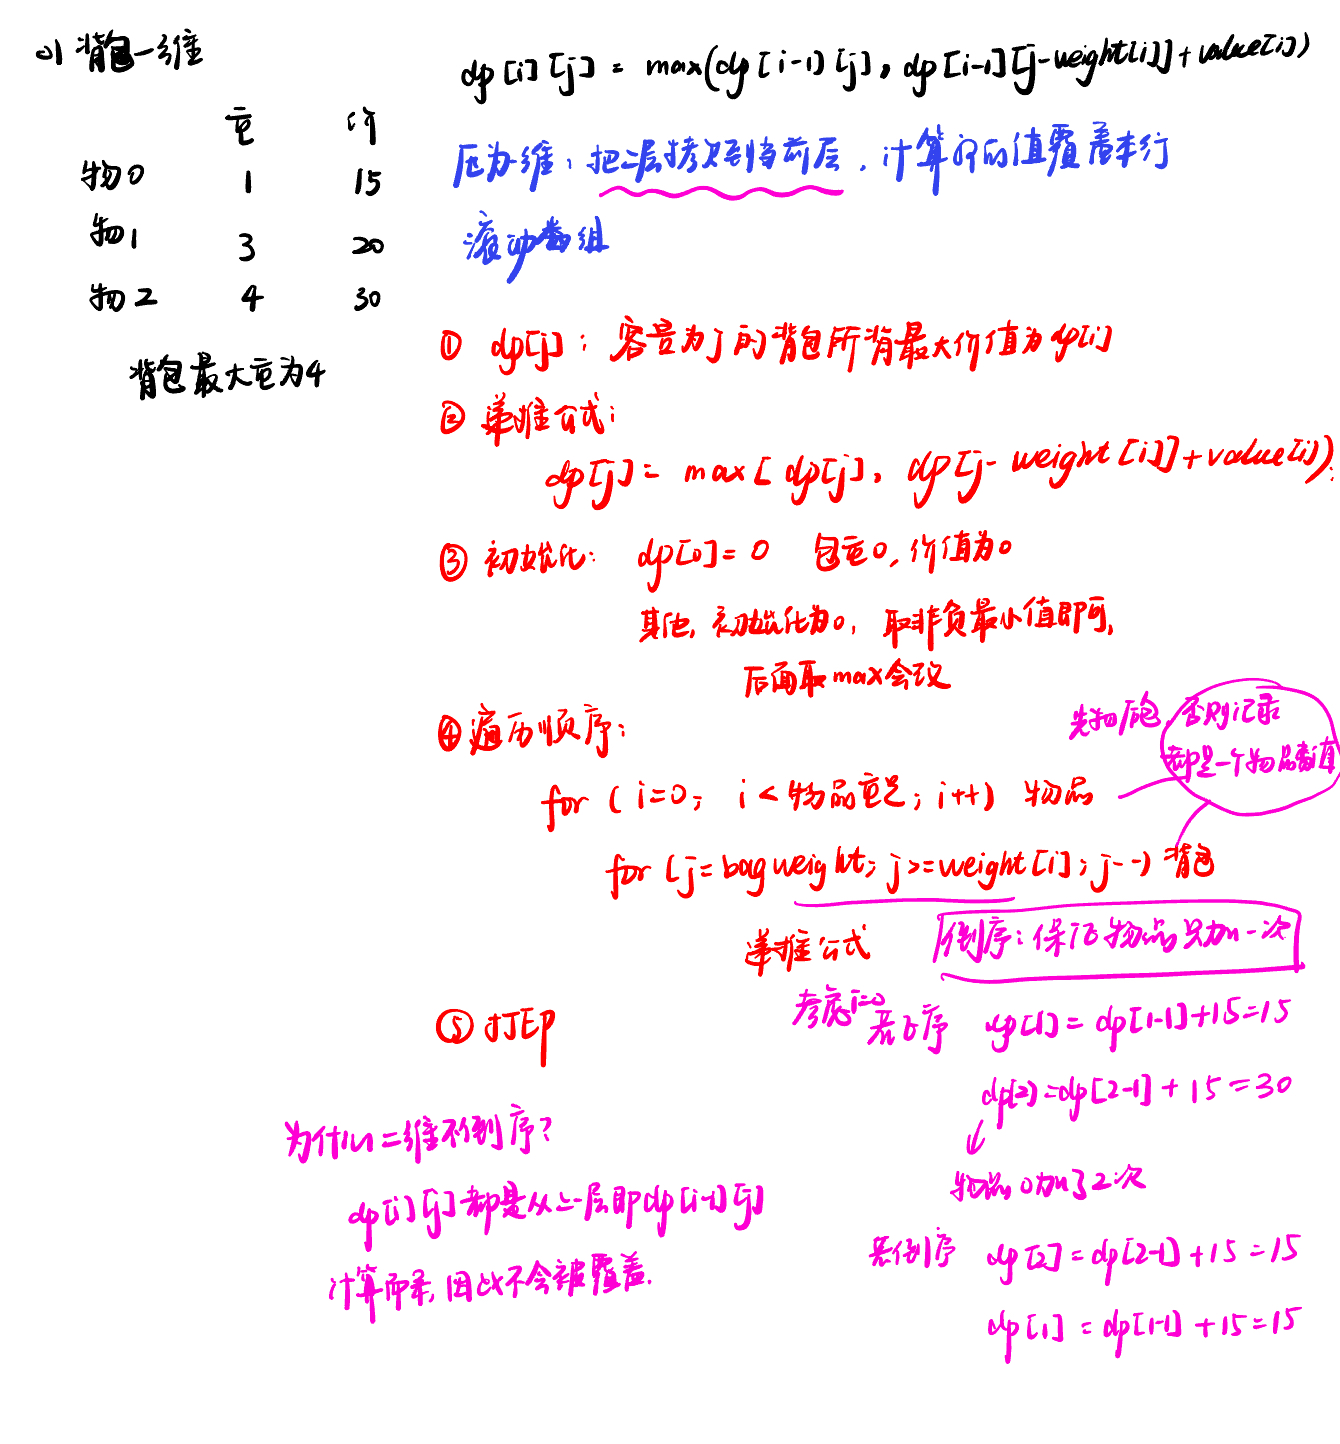 01背包一维
重 价
物0 1 15
物1 3 20
物2 4 30
背包最大重为4
dp[i][j] = max(dp[i-1][j], dp[i-1][j-weight[i]]+value[i])
压为一维：把上一层拷贝到当前层，计算好的值覆盖本行
滚动数组
① dp[j]：容量为j的背包所背最大价值为dp[j]
② 递推公式：
dp[j] = max[dp[j], dp[j-weight[i]]+value[i]);
③ 初始化：dp[0]=0 包重0，价值为0
其他，初始化为0，取非负最小值即可，
后面取max会改
④ 遍历顺序：
先物后包，否则记录
都是一个物品数值
for (i=0; i<物品重量; i++) 物品
for (j=bagweight; j>=weight[i]; j--) 背包
递推公式
倒序：保证物品只加一次
考虑i=0
若正序 dp[1] = dp[1-1]+15=15
dp[2)=dp[2-1]+15=30
物品0加了2次
若倒序 dp[2] = dp[2-1]+15=15
dp[1] = dp[1-1]+15=15
⑤ 打印
为什么二维不倒序？
dp[i][j]都是从上一层即dp[i-1][j]
计算而来，因此不会被覆盖.